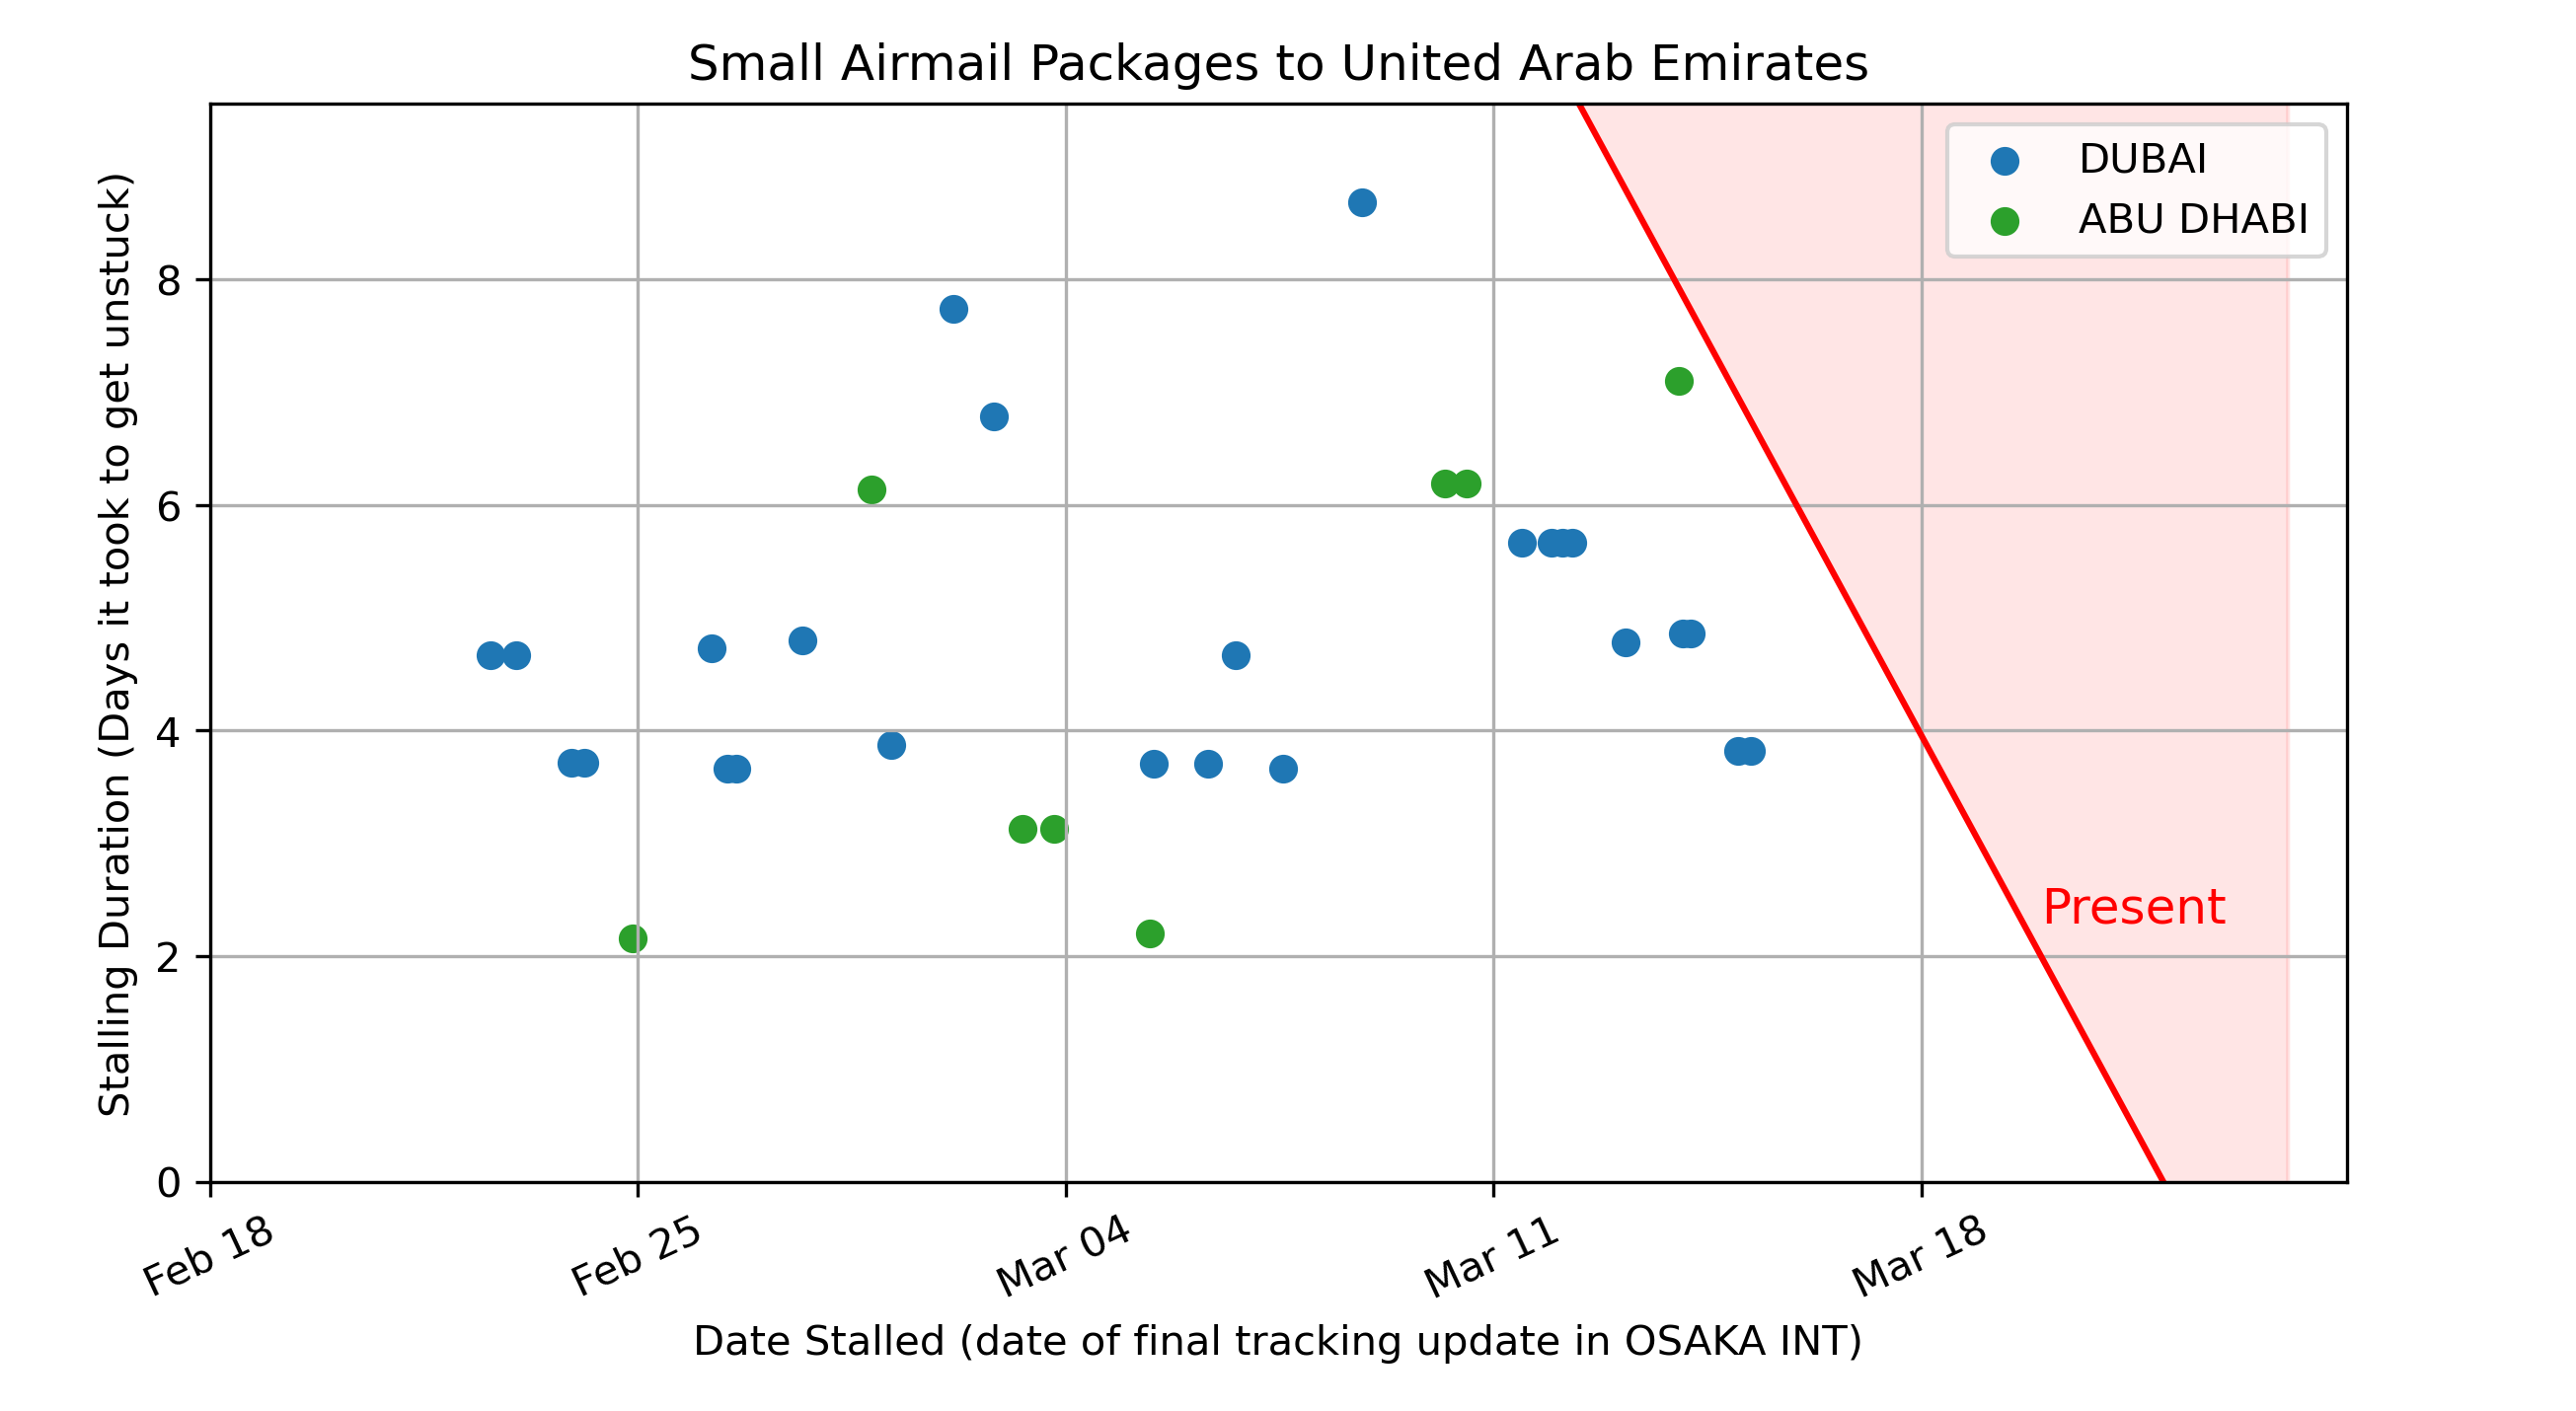 Small Airmail Packages to United Arab Emirates
DUBAI
ABU DHABI
Stalling Duration (Days it took to get unstuck)
8
6
4
2
0
Present
Feb 18
Feb 25
Mar 04
Mar 11
Mar 18
Date Stalled (date of final tracking update in OSAKA INT)